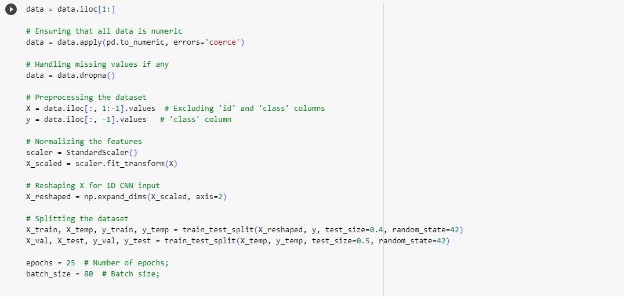 data = data.iloc[1:]
# Ensuring that all data is numeric
data = data.apply(pd.to_numeric, errors='coerce')
# Handling missing values if any
data = data.dropna()
# Preprocessing the dataset
X = data.iloc[:, 1:-1].values  # Excluding 'id' and 'class' columns
y = data.iloc[:, -1].values   # 'class' column
# Normalizing the features
scaler = StandardScaler()
X_scaled = scaler.fit_transform(X)
# Reshaping X for 1D CNN input
X_reshaped = np.expand_dims(X_scaled, axis=2)
# Splitting the dataset
X_train, X_temp, y_train, y_temp = train_test_split(X_reshaped, y, test_size=0.4, random_state=42)
X_val, X_test, y_val, y_test = train_test_split(X_temp, y_temp, test_size=0.5, random_state=42)
epochs = 25  # Number of epochs;
batch_size = 80  # Batch size;